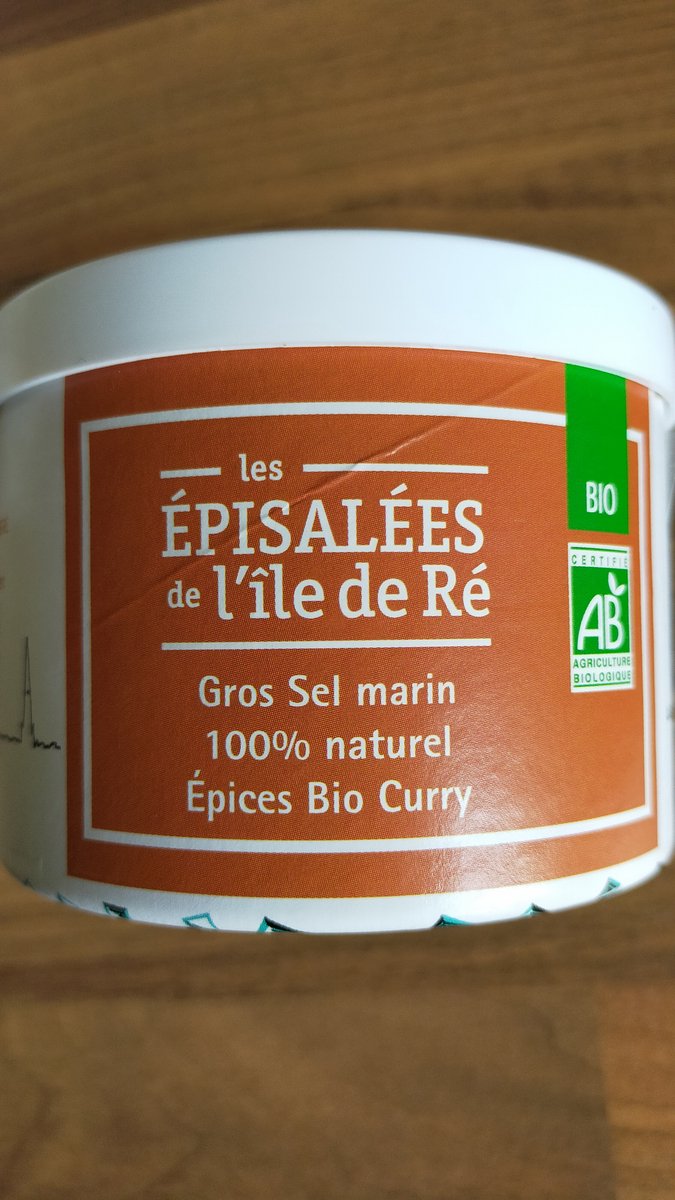 les
ÉPISALÉES
de l'île de Ré
Gros Sel marin
100% naturel
Épices Bio Curry
BIO
CERTIFIÉ
AB
AGRICULTURE
BIOLOGIQUE